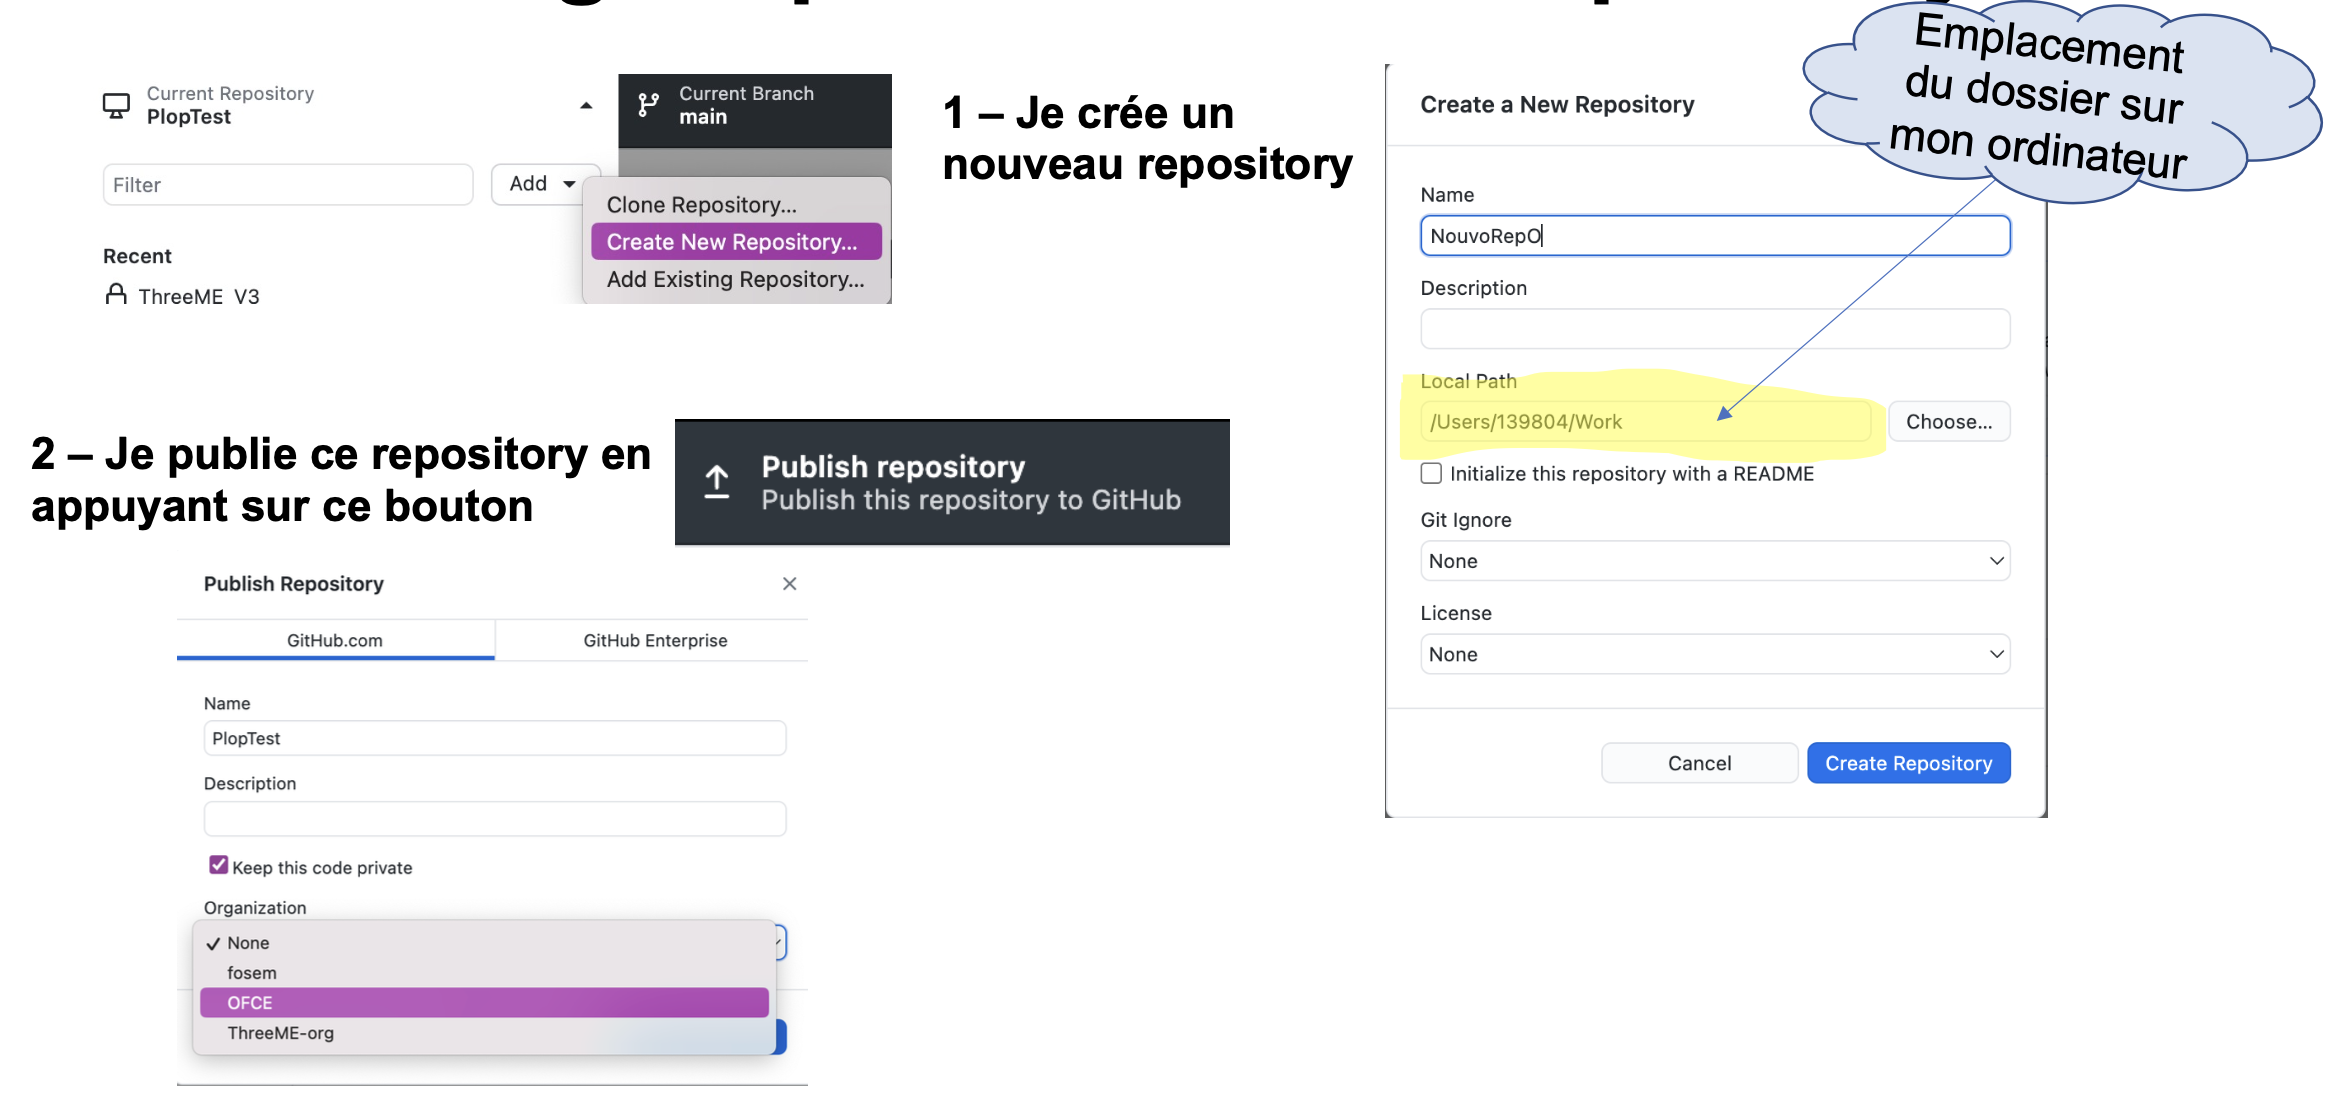 Current Repository
PlopTest
Current Branch
main
Filter
Add
Clone Repository...
Create New Repository...
Add Existing Repository...
Recent
ThreeME V3
1 – Je crée un
nouveau repository
Create a New Repository
Emplacement
du dossier sur
mon ordinateur
Name
NouvoRepO
Description
Local Path
/Users/139804/Work
Choose...
Initialize this repository with a README
Git Ignore
None
License
None
Cancel
Create Repository
2 – Je publie ce repository en
appuyant sur ce bouton
Publish repository
Publish this repository to GitHub
Publish Repository
GitHub.com
GitHub Enterprise
Name
PlopTest
Description
Keep this code private
Organization
None
fosem
OFCE
ThreeME-org